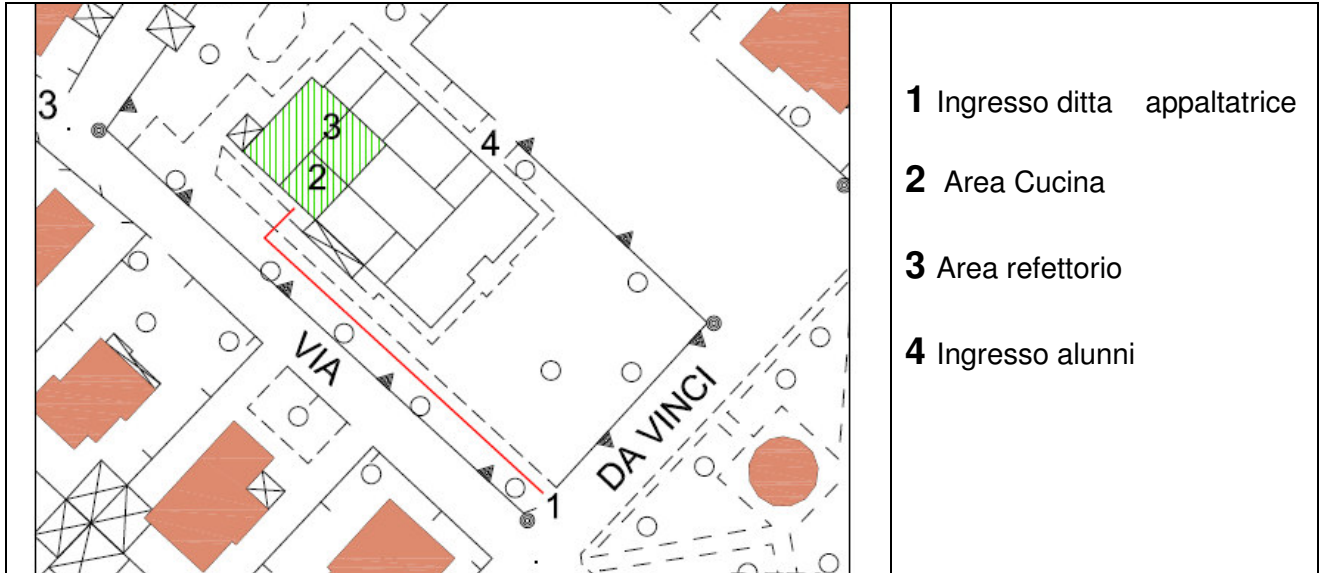 3
3
2
4
VIA
DA VINCI
1
1 Ingresso ditta appaltatrice
2 Area Cucina
3 Area refettorio
4 Ingresso alunni